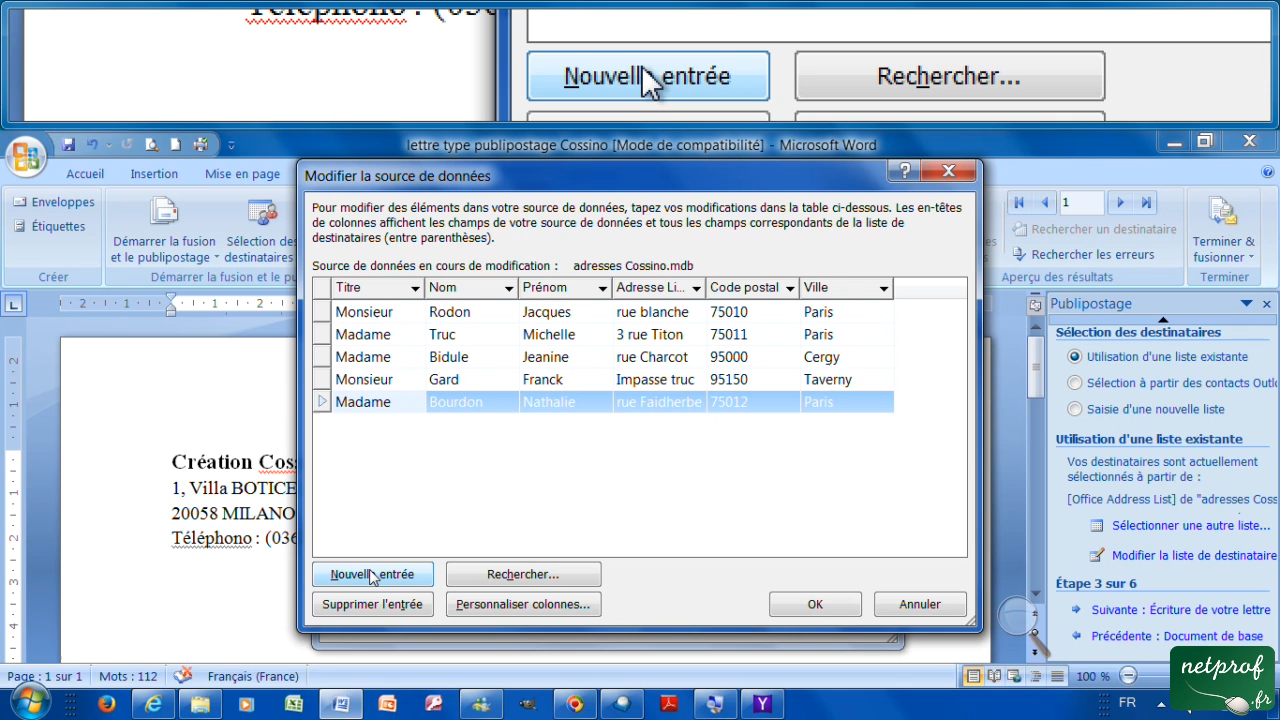 Téléphono : (036
Nouvelle entrée
Rechercher...
lettre type publipostage Cossino [Mode de compatibilité] - Microsoft Word
Accueil
Insertion
Mise en page
Enveloppes
Étiquettes
Créer
Démarrer la fusion
et le publipostage
Sélection des
destinataires
Démarrer la fusion et le pu
1
Rechercher un destinataire
Rechercher les erreurs
Aperçu des résultats
Terminer &
fusionner
Terminer
Modifier la source de données
Pour modifier des éléments dans votre source de données, tapez vos modifications dans la table ci-dessous. Les en-têtes
de colonnes affichent les champs de votre source de données et tous les champs correspondants de la liste de
destinataires (entre parenthèses).
Source de données en cours de modification : adresses Cossino.mdb
Titre Nom Prénom Adresse Li... Code postal Ville
Monsieur Rodon Jacques rue blanche 75010 Paris
Madame Truc Michelle 3 rue Titon 75011 Paris
Madame Bidule Jeanine rue Charcot 95000 Cergy
Monsieur Gard Franck Impasse truc 95150 Taverny
Madame Bourdon Nathalie rue Faidherbe 75012 Paris
Nouvelle entrée
Rechercher...
Supprimer l'entrée
Personnaliser colonnes...
OK
Annuler
Création Coss
1, Villa BOTICE
20058 MILANO
Téléphono : (036
Publipostage
Sélection des destinataires
Utilisation d'une liste existante
Sélection à partir des contacts Outlo
Saisie d'une nouvelle liste
Utilisation d'une liste existante
Vos destinataires sont actuellement
sélectionnés à partir de :
[Office Address List] de "adresses Coss
Sélectionner une autre liste...
Modifier la liste de destinataire
Étape 3 sur 6
Suivante : Écriture de votre lettre
Précédente : Document de base
Page : 1 sur 1
Mots : 112
Français (France)
100 %
FR
netprof
.fr